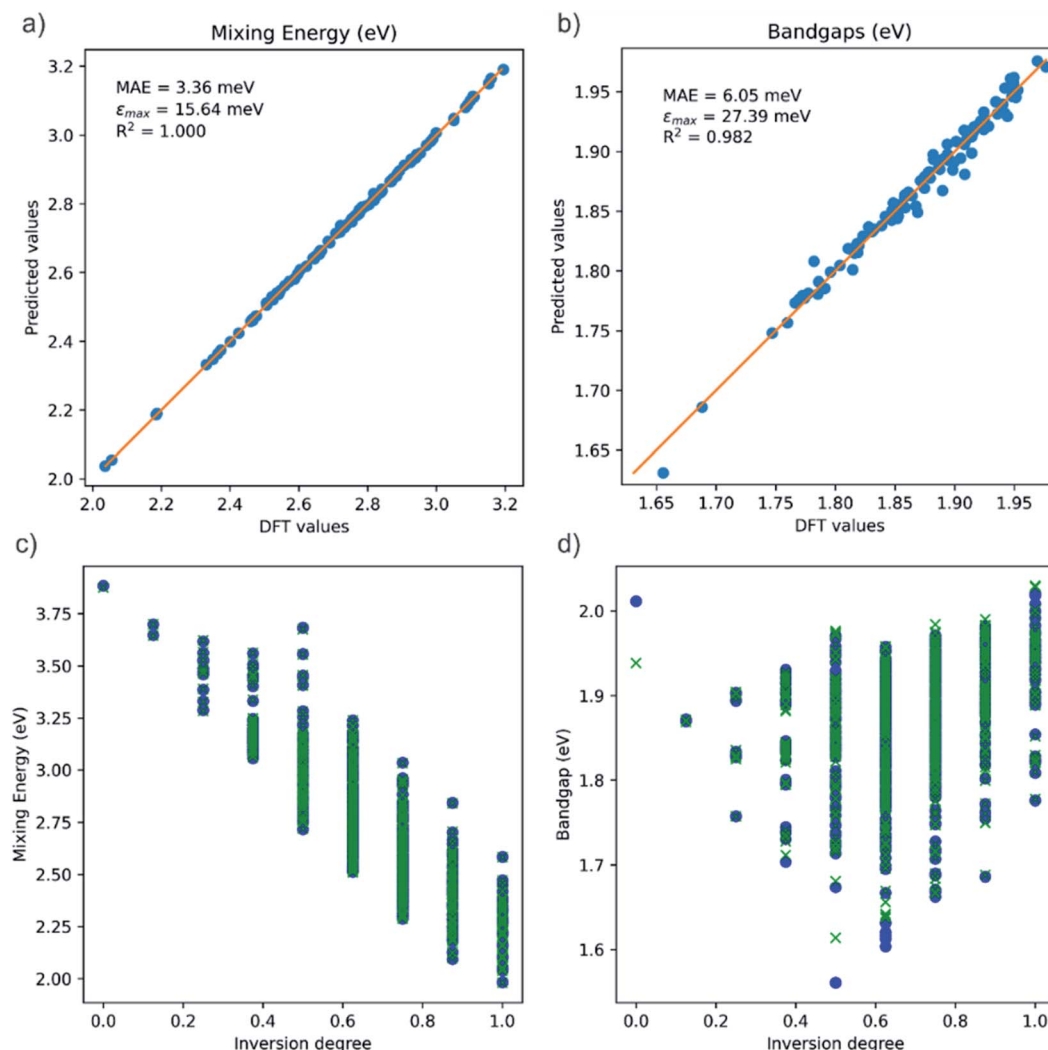 a)
Mixing Energy (eV)
MAE = 3.36 meV
ε_max = 15.64 meV
R² = 1.000
3.2
3.0
2.8
2.6
2.4
2.2
2.0
Predicted values
2.0 2.2 2.4 2.6 2.8 3.0 3.2
DFT values
b)
Bandgaps (eV)
MAE = 6.05 meV
ε_max = 27.39 meV
R² = 0.982
1.95
1.90
1.85
1.80
1.75
1.70
1.65
Predicted values
1.65 1.70 1.75 1.80 1.85 1.90 1.95
DFT values
c)
3.75
3.50
3.25
3.00
2.75
2.50
2.25
2.00
Mixing Energy (eV)
0.0 0.2 0.4 0.6 0.8 1.0
Inversion degree
d)
2.0
1.9
1.8
1.7
1.6
Bandgap (eV)
0.0 0.2 0.4 0.6 0.8 1.0
Inversion degree